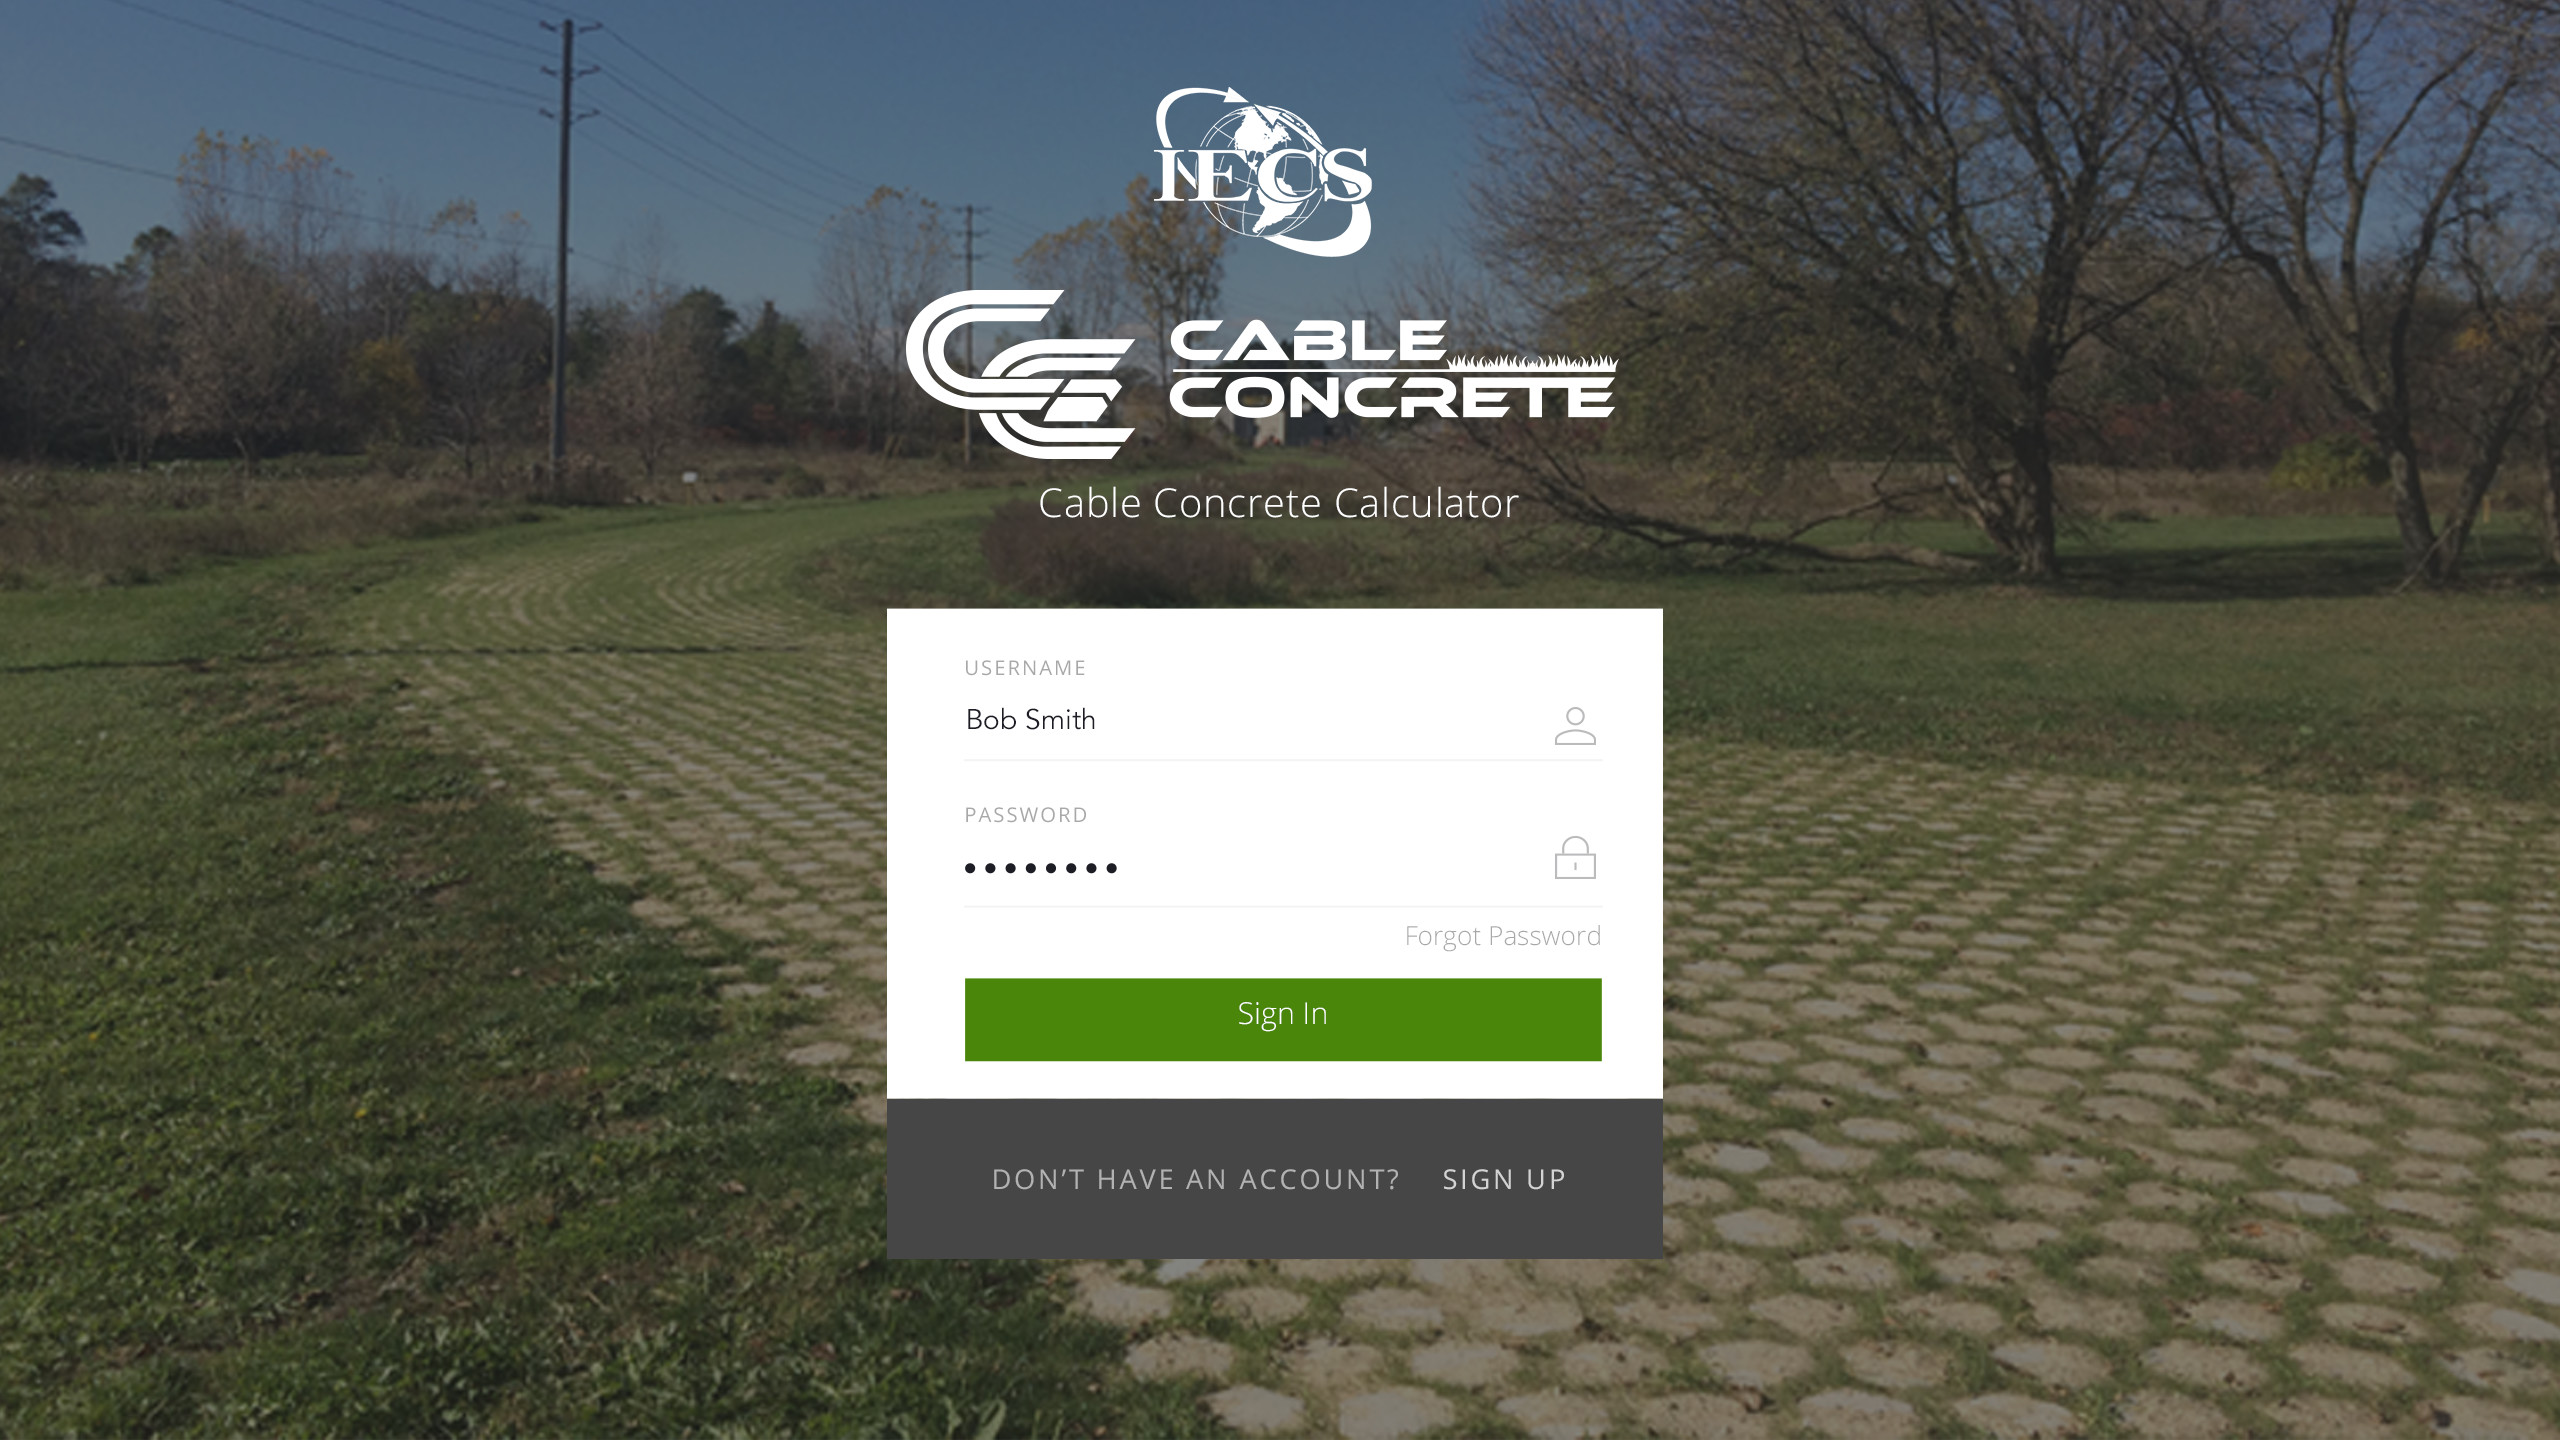 IECS
CABLE
CONCRETE
Cable Concrete Calculator
USERNAME
Bob Smith
PASSWORD
••••••••
Forgot Password
Sign In
DON’T HAVE AN ACCOUNT? SIGN UP